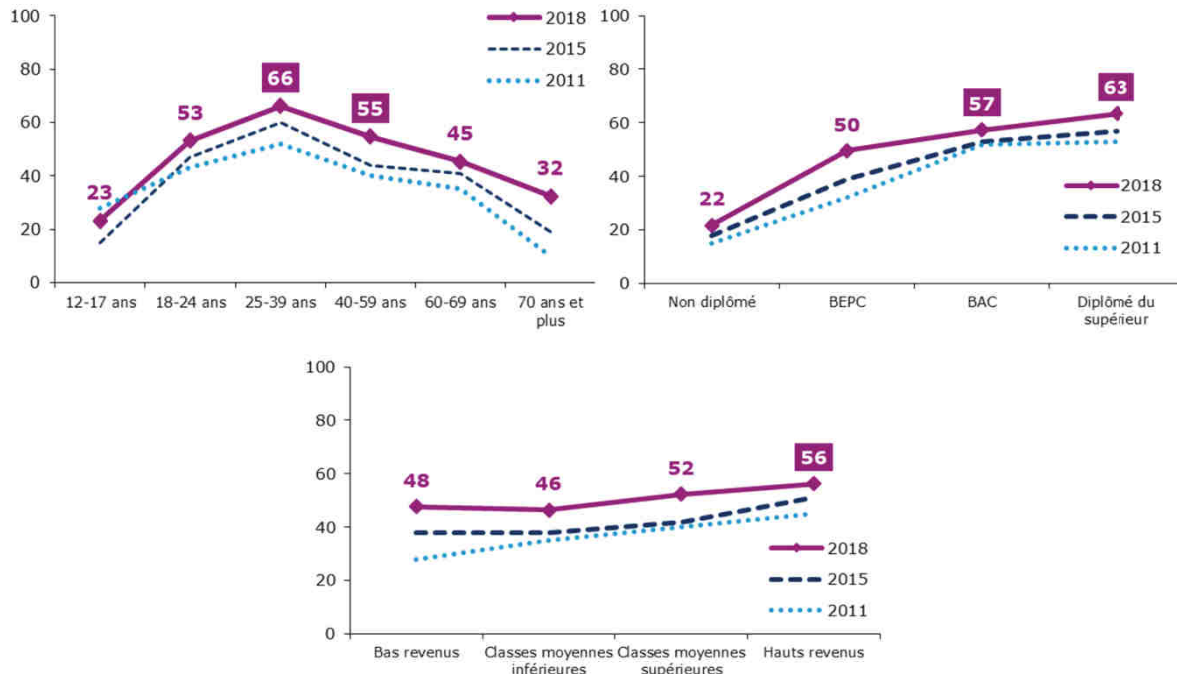 100
80
60
40
20
0
2018
2015
2011
23
53
66
55
45
32
12-17 ans
18-24 ans
25-39 ans
40-59 ans
60-69 ans
70 ans et
plus
100
80
60
40
20
0
22
50
57
63
2018
2015
2011
Non diplômé
BEPC
BAC
Diplômé du
supérieur
100
80
60
40
20
0
48
46
52
56
2018
2015
2011
Bas revenus
Classes moyennes
inférieures
Classes moyennes
supérieures
Hauts revenus